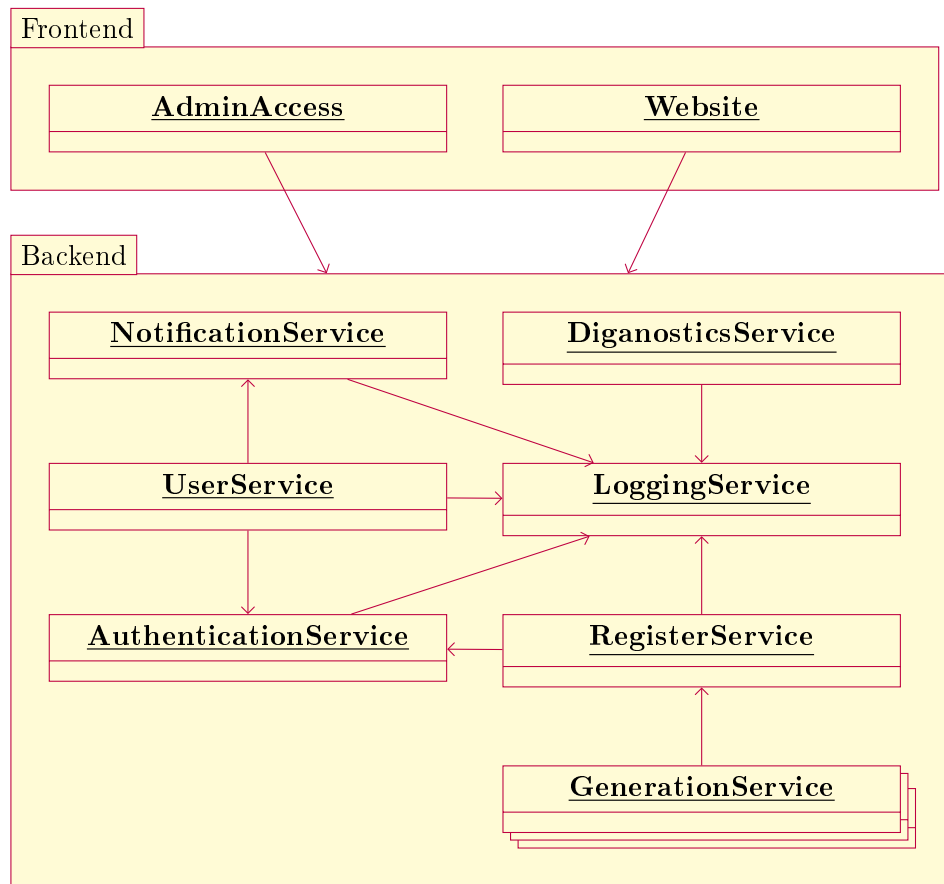 Frontend
AdminAccess
Website
Backend
NotificationService
DiganosticsService
UserService
LoggingService
AuthenticationService
RegisterService
GenerationService